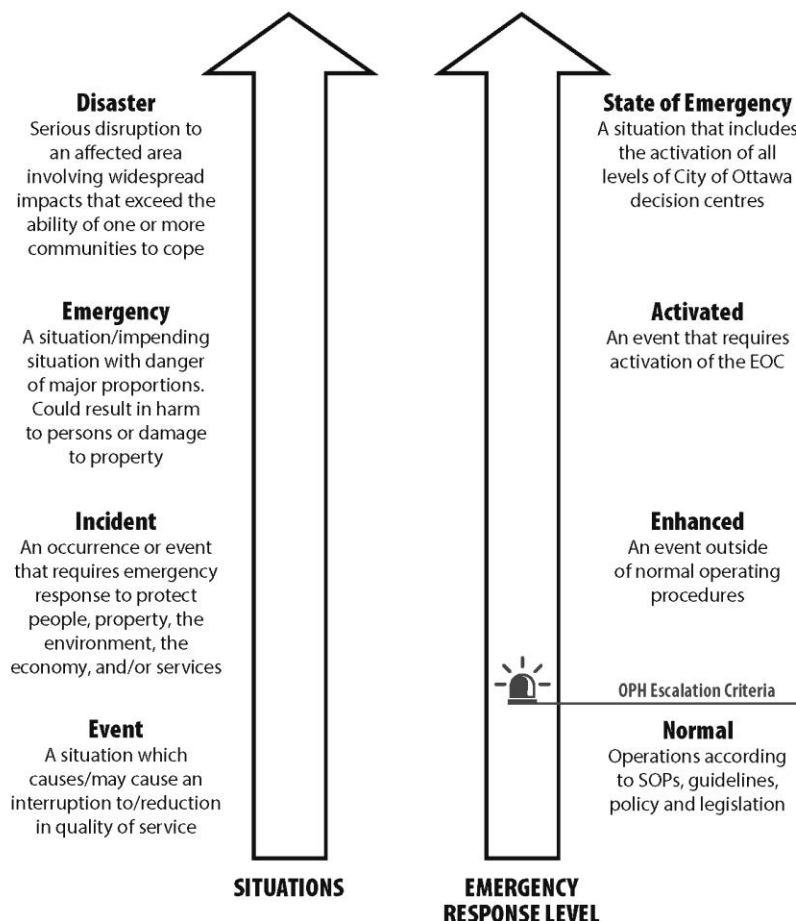 Disaster
Serious disruption to
an affected area
involving widespread
impacts that exceed the
ability of one or more
communities to cope
Emergency
A situation/impending
situation with danger
of major proportions.
Could result in harm
to persons or damage
to property
Incident
An occurrence or event
that requires emergency
response to protect
people, property, the
environment, the
economy, and/or services
Event
A situation which
causes/may cause an
interruption to/reduction
in quality of service
SITUATIONS
State of Emergency
A situation that includes
the activation of all
levels of City of Ottawa
decision centres
Activated
An event that requires
activation of the EOC
Enhanced
An event outside
of normal operating
procedures
OPH Escalation Criteria
Normal
Operations according
to SOPs, guidelines,
policy and legislation
EMERGENCY
RESPONSE LEVEL